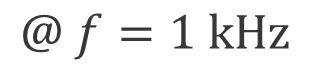 @ f = 1 kHz